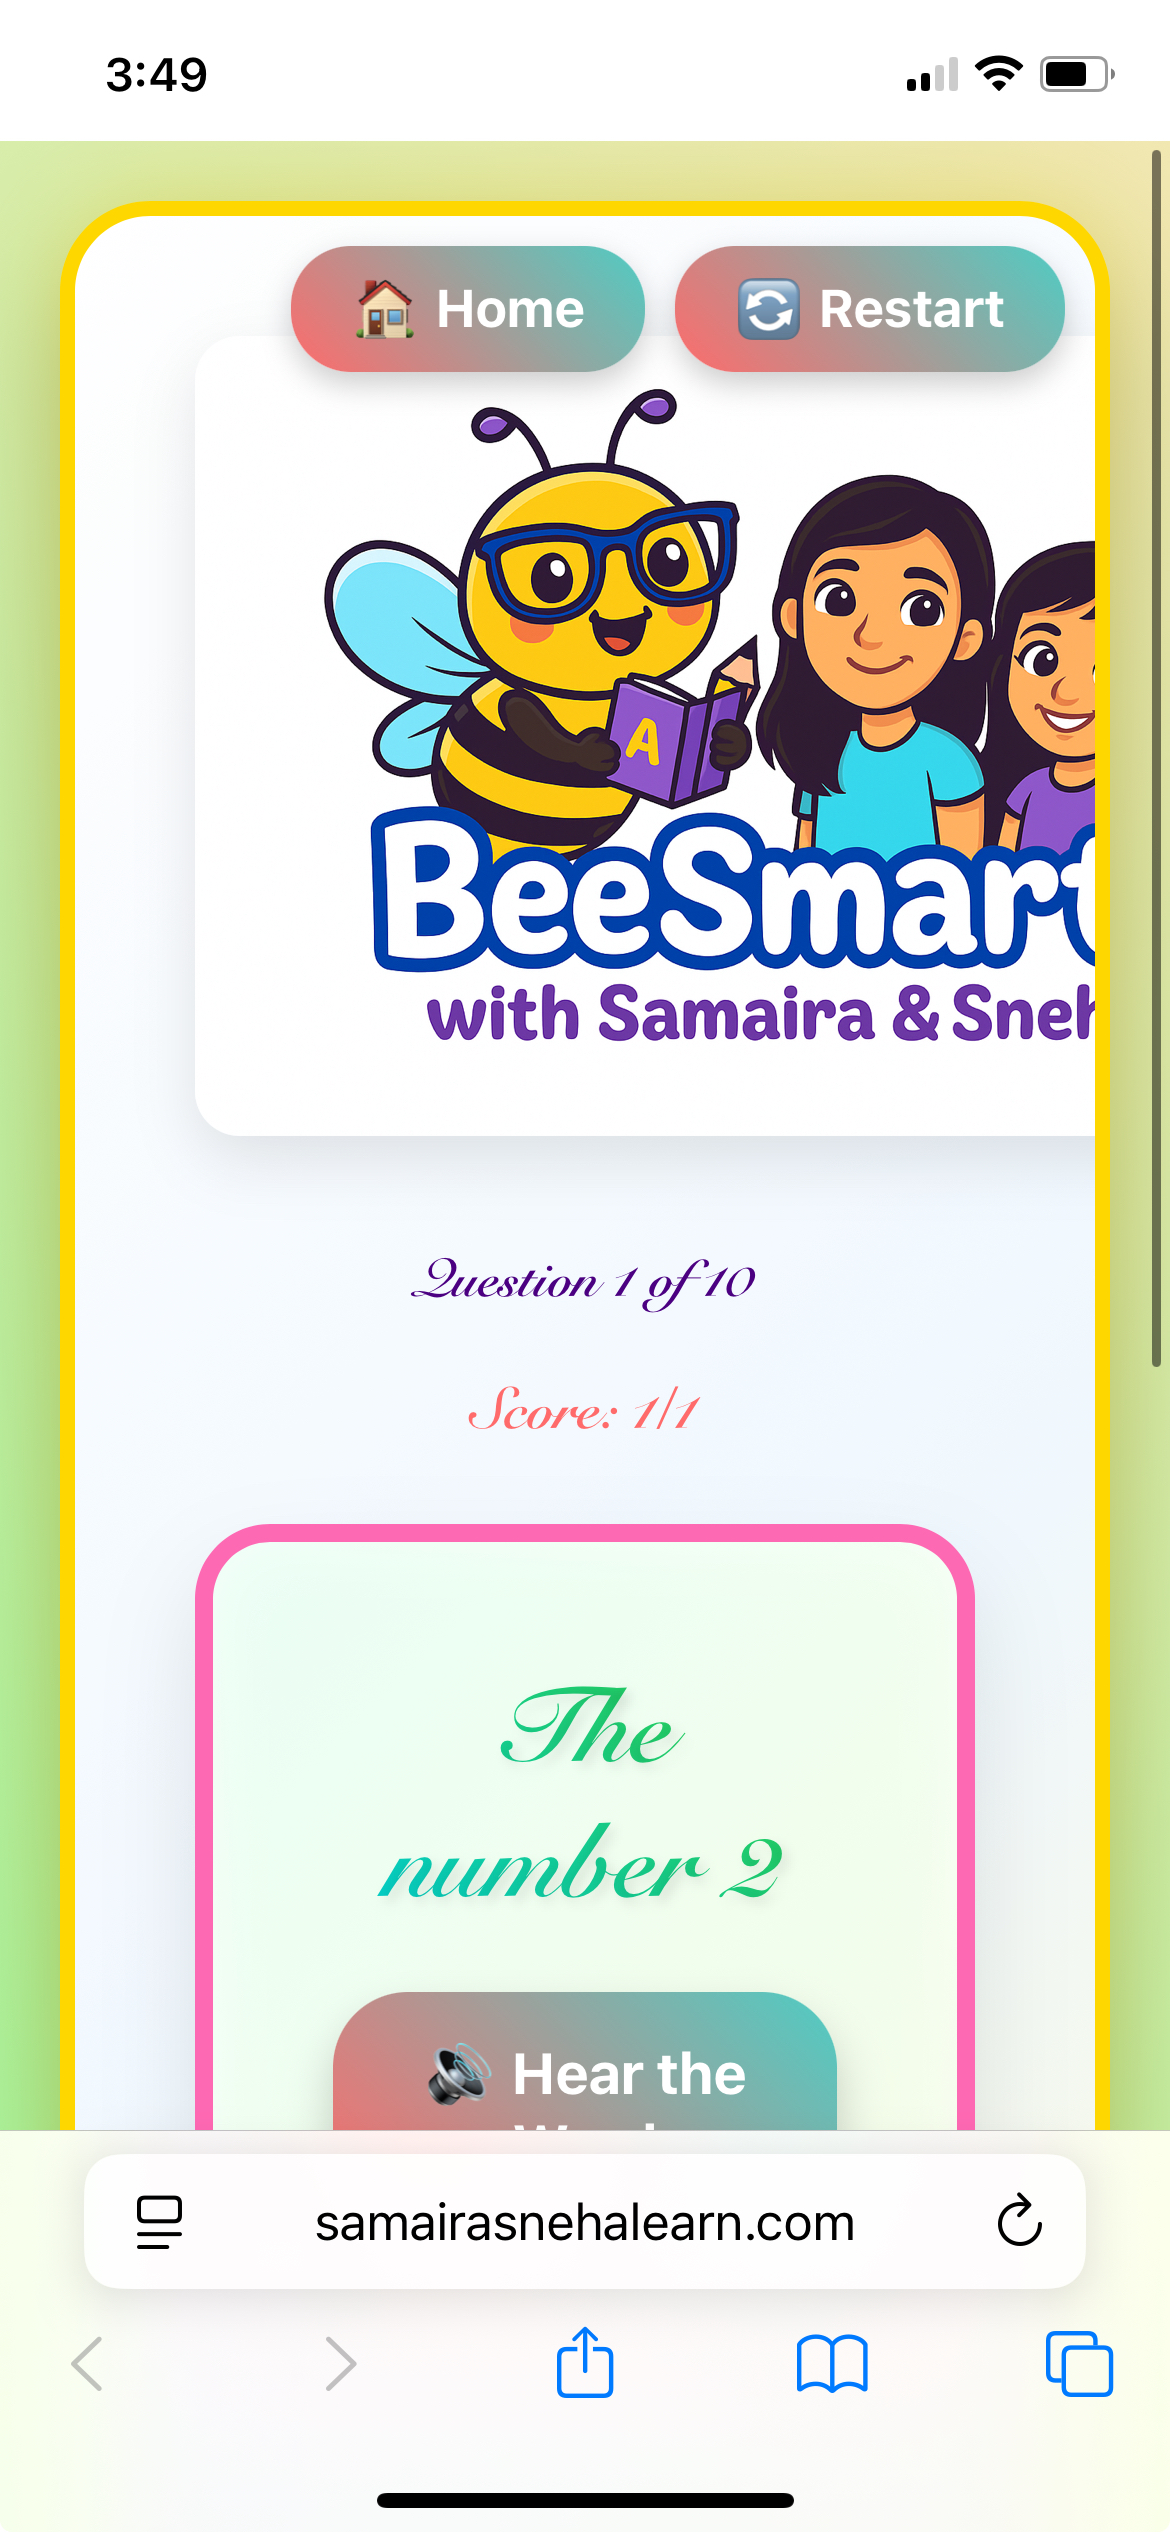 3:49
🏠 Home 🔄 Restart
A
BeeSmart
with Samaira & Sneh
Question 1 of 10
Score: 1/1
The
number 2
🔊 Hear the
samairasnehalearn.com